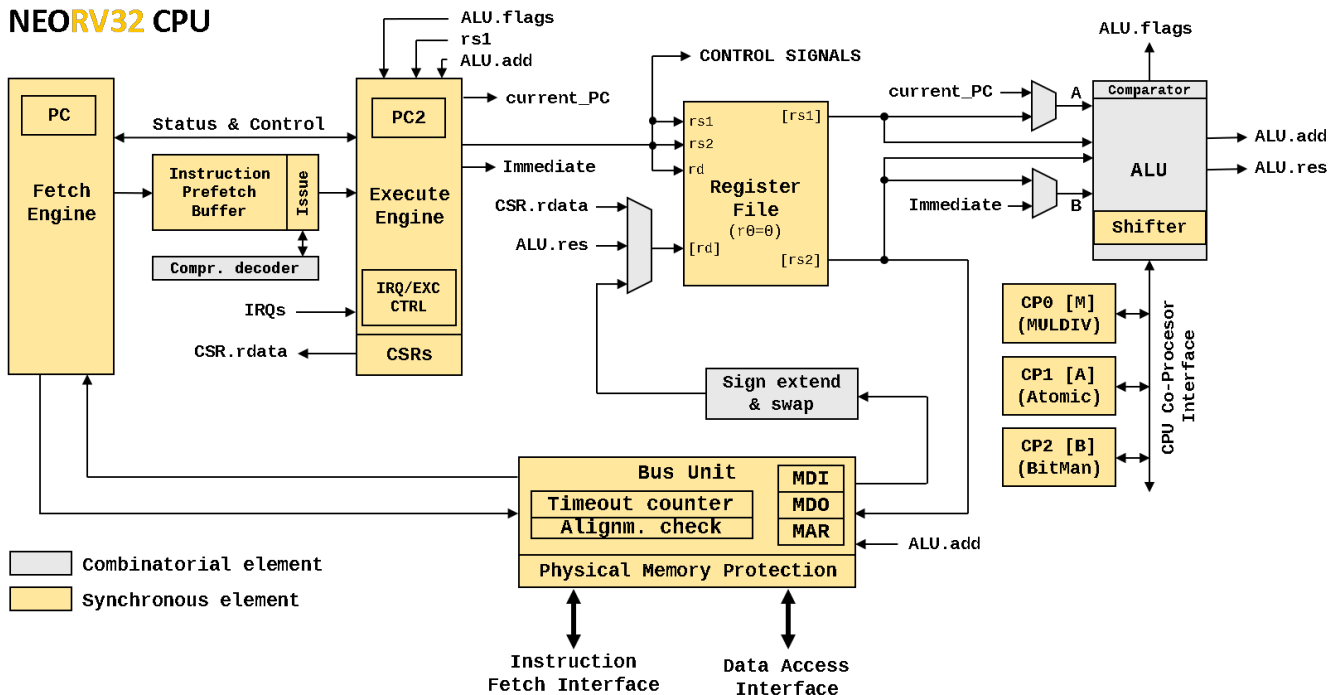 NEORV32 CPU
ALU.flags
rs1
ALU.add
CONTROL SIGNALS
ALU.flags
PC
Status & Control
PC2
current_PC
rs1
rs2
rd
[rs1]
current_PC
A
Comparator
ALU.add
ALU.res
Fetch
Engine
Instruction
Prefetch
Buffer
Issue
Execute
Engine
Immediate
Register
File
(r0=0)
ALU
Immediate
B
Shifter
CSR.rdata
ALU.res
[rd]
[rs2]
Compr. decoder
IRQ/EXC
CTRL
IRQs
CSR.rdata
CSRs
CP0 [M]
(MULDIV)
CP1 [A]
(Atomic)
CP2 [B]
(BitMan)
CPU Co-Procesor
Interface
Sign extend
& swap
Bus Unit
Timeout counter
Alignm. check
MDI
MDO
MAR
ALU.add
Physical Memory Protection
Combinatorial element
Synchronous element
Instruction
Fetch Interface
Data Access
Interface